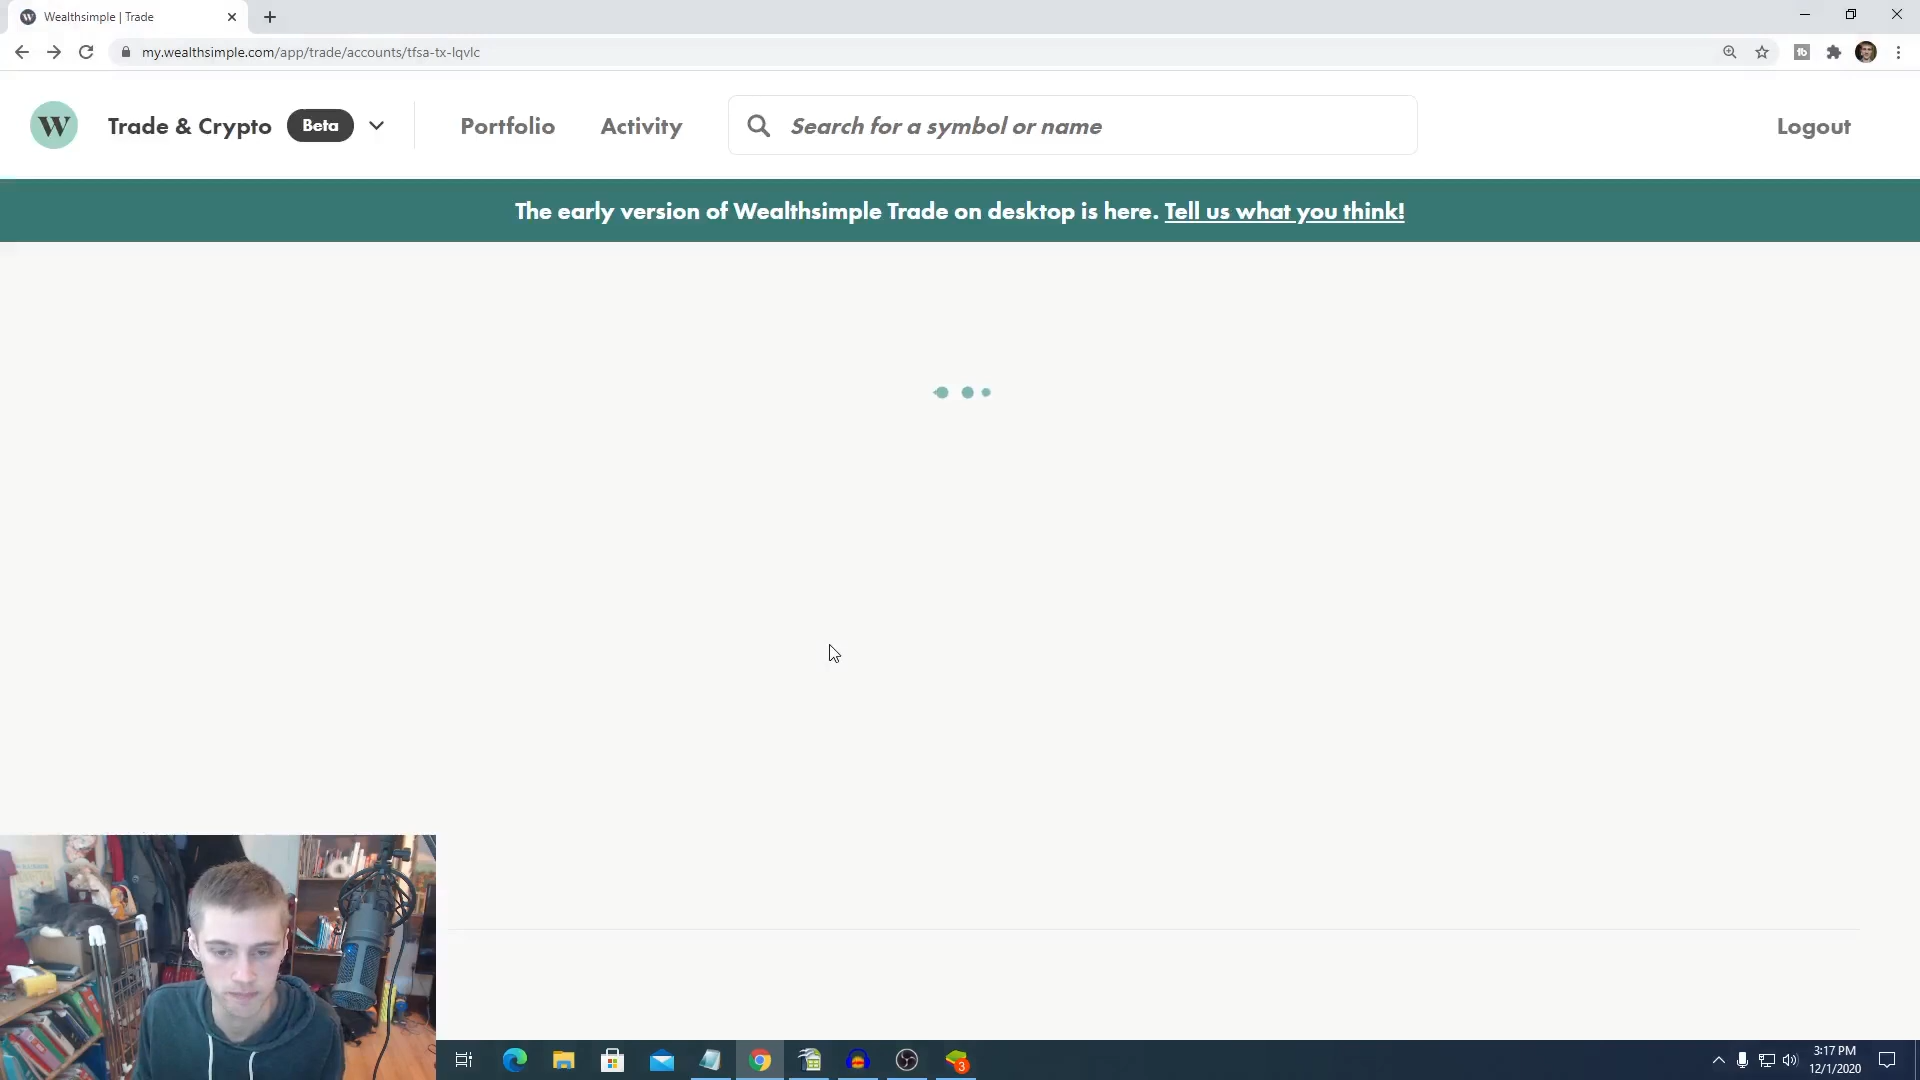 Wealthsimple | Trade
my.wealthsimple.com/app/trade/accounts/tfsa-tx-lqvlc
W Trade & Crypto Beta Portfolio Activity Search for a symbol or name Logout
The early version of Wealthsimple Trade on desktop is here. Tell us what you think!
3
3:17 PM
12/1/2020